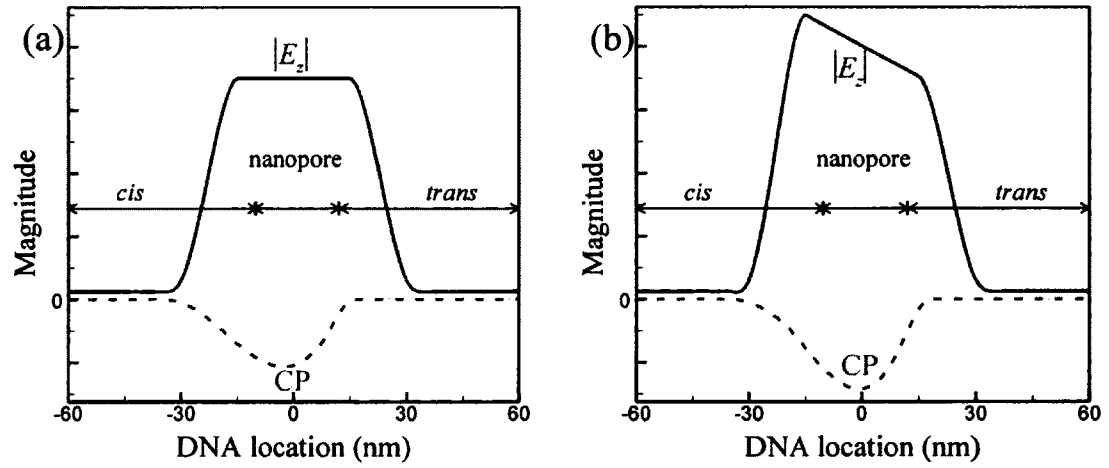 (a)
|E_z|
nanopore
cis
trans
Magnitude
0
CP
-60 -30 0 30 60
DNA location (nm)
(b)
|E_z|
nanopore
cis
trans
Magnitude
0
CP
-60 -30 0 30 60
DNA location (nm)